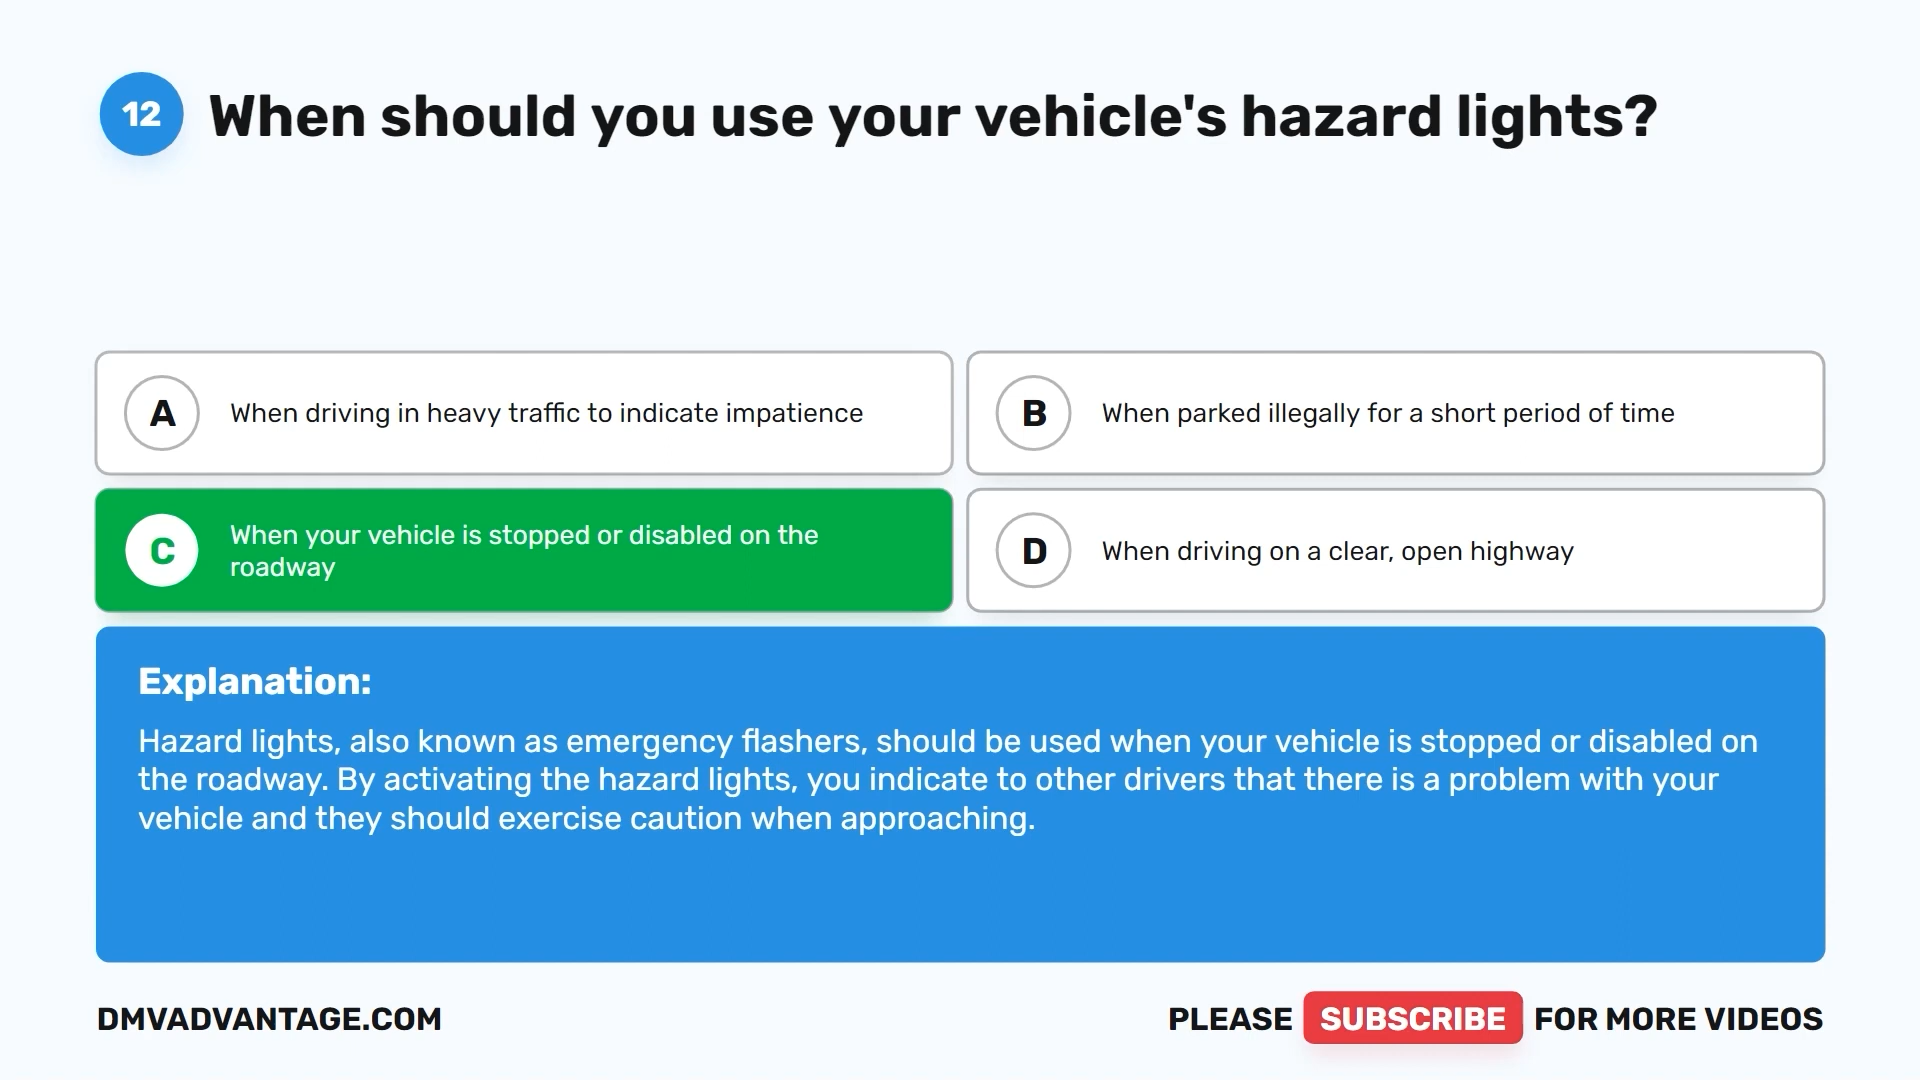 12
When should you use your vehicle's hazard lights?
A
When driving in heavy traffic to indicate impatience
B
When parked illegally for a short period of time
C
When your vehicle is stopped or disabled on the
roadway
D
When driving on a clear, open highway
Explanation:
Hazard lights, also known as emergency flashers, should be used when your vehicle is stopped or disabled on
the roadway. By activating the hazard lights, you indicate to other drivers that there is a problem with your
vehicle and they should exercise caution when approaching.
DMVADVANTAGE.COM
PLEASE SUBSCRIBE FOR MORE VIDEOS